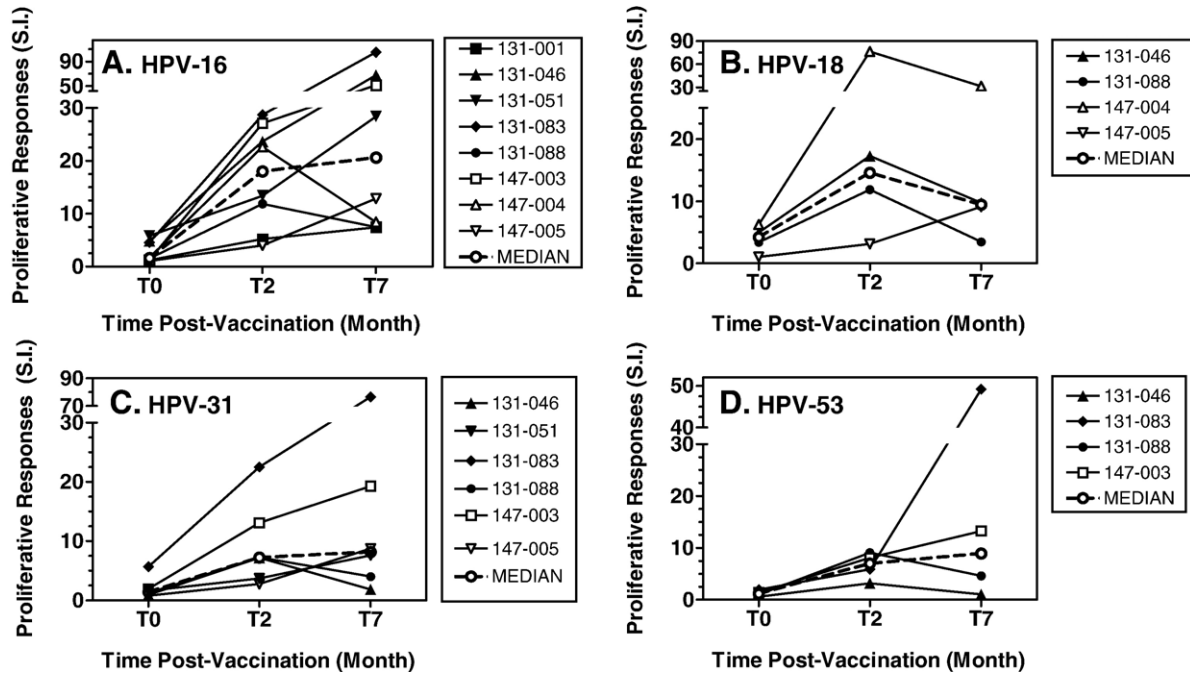 A. HPV-16
Proliferative Responses (S.I.)
90
50
30
20
10
0
T0 T2 T7
Time Post-Vaccination (Month)
131-001
131-046
131-051
131-083
131-088
147-003
147-004
147-005
MEDIAN
B. HPV-18
Proliferative Responses (S.I.)
90
60
30
20
10
0
T0 T2 T7
Time Post-Vaccination (Month)
131-046
131-088
147-004
147-005
MEDIAN
C. HPV-31
Proliferative Responses (S.I.)
90
70
30
20
10
0
T0 T2 T7
Time Post-Vaccination (Month)
131-046
131-051
131-083
131-088
147-003
147-005
MEDIAN
D. HPV-53
Proliferative Responses (S.I.)
50
40
30
20
10
0
T0 T2 T7
Time Post-Vaccination (Month)
131-046
131-083
131-088
147-003
MEDIAN